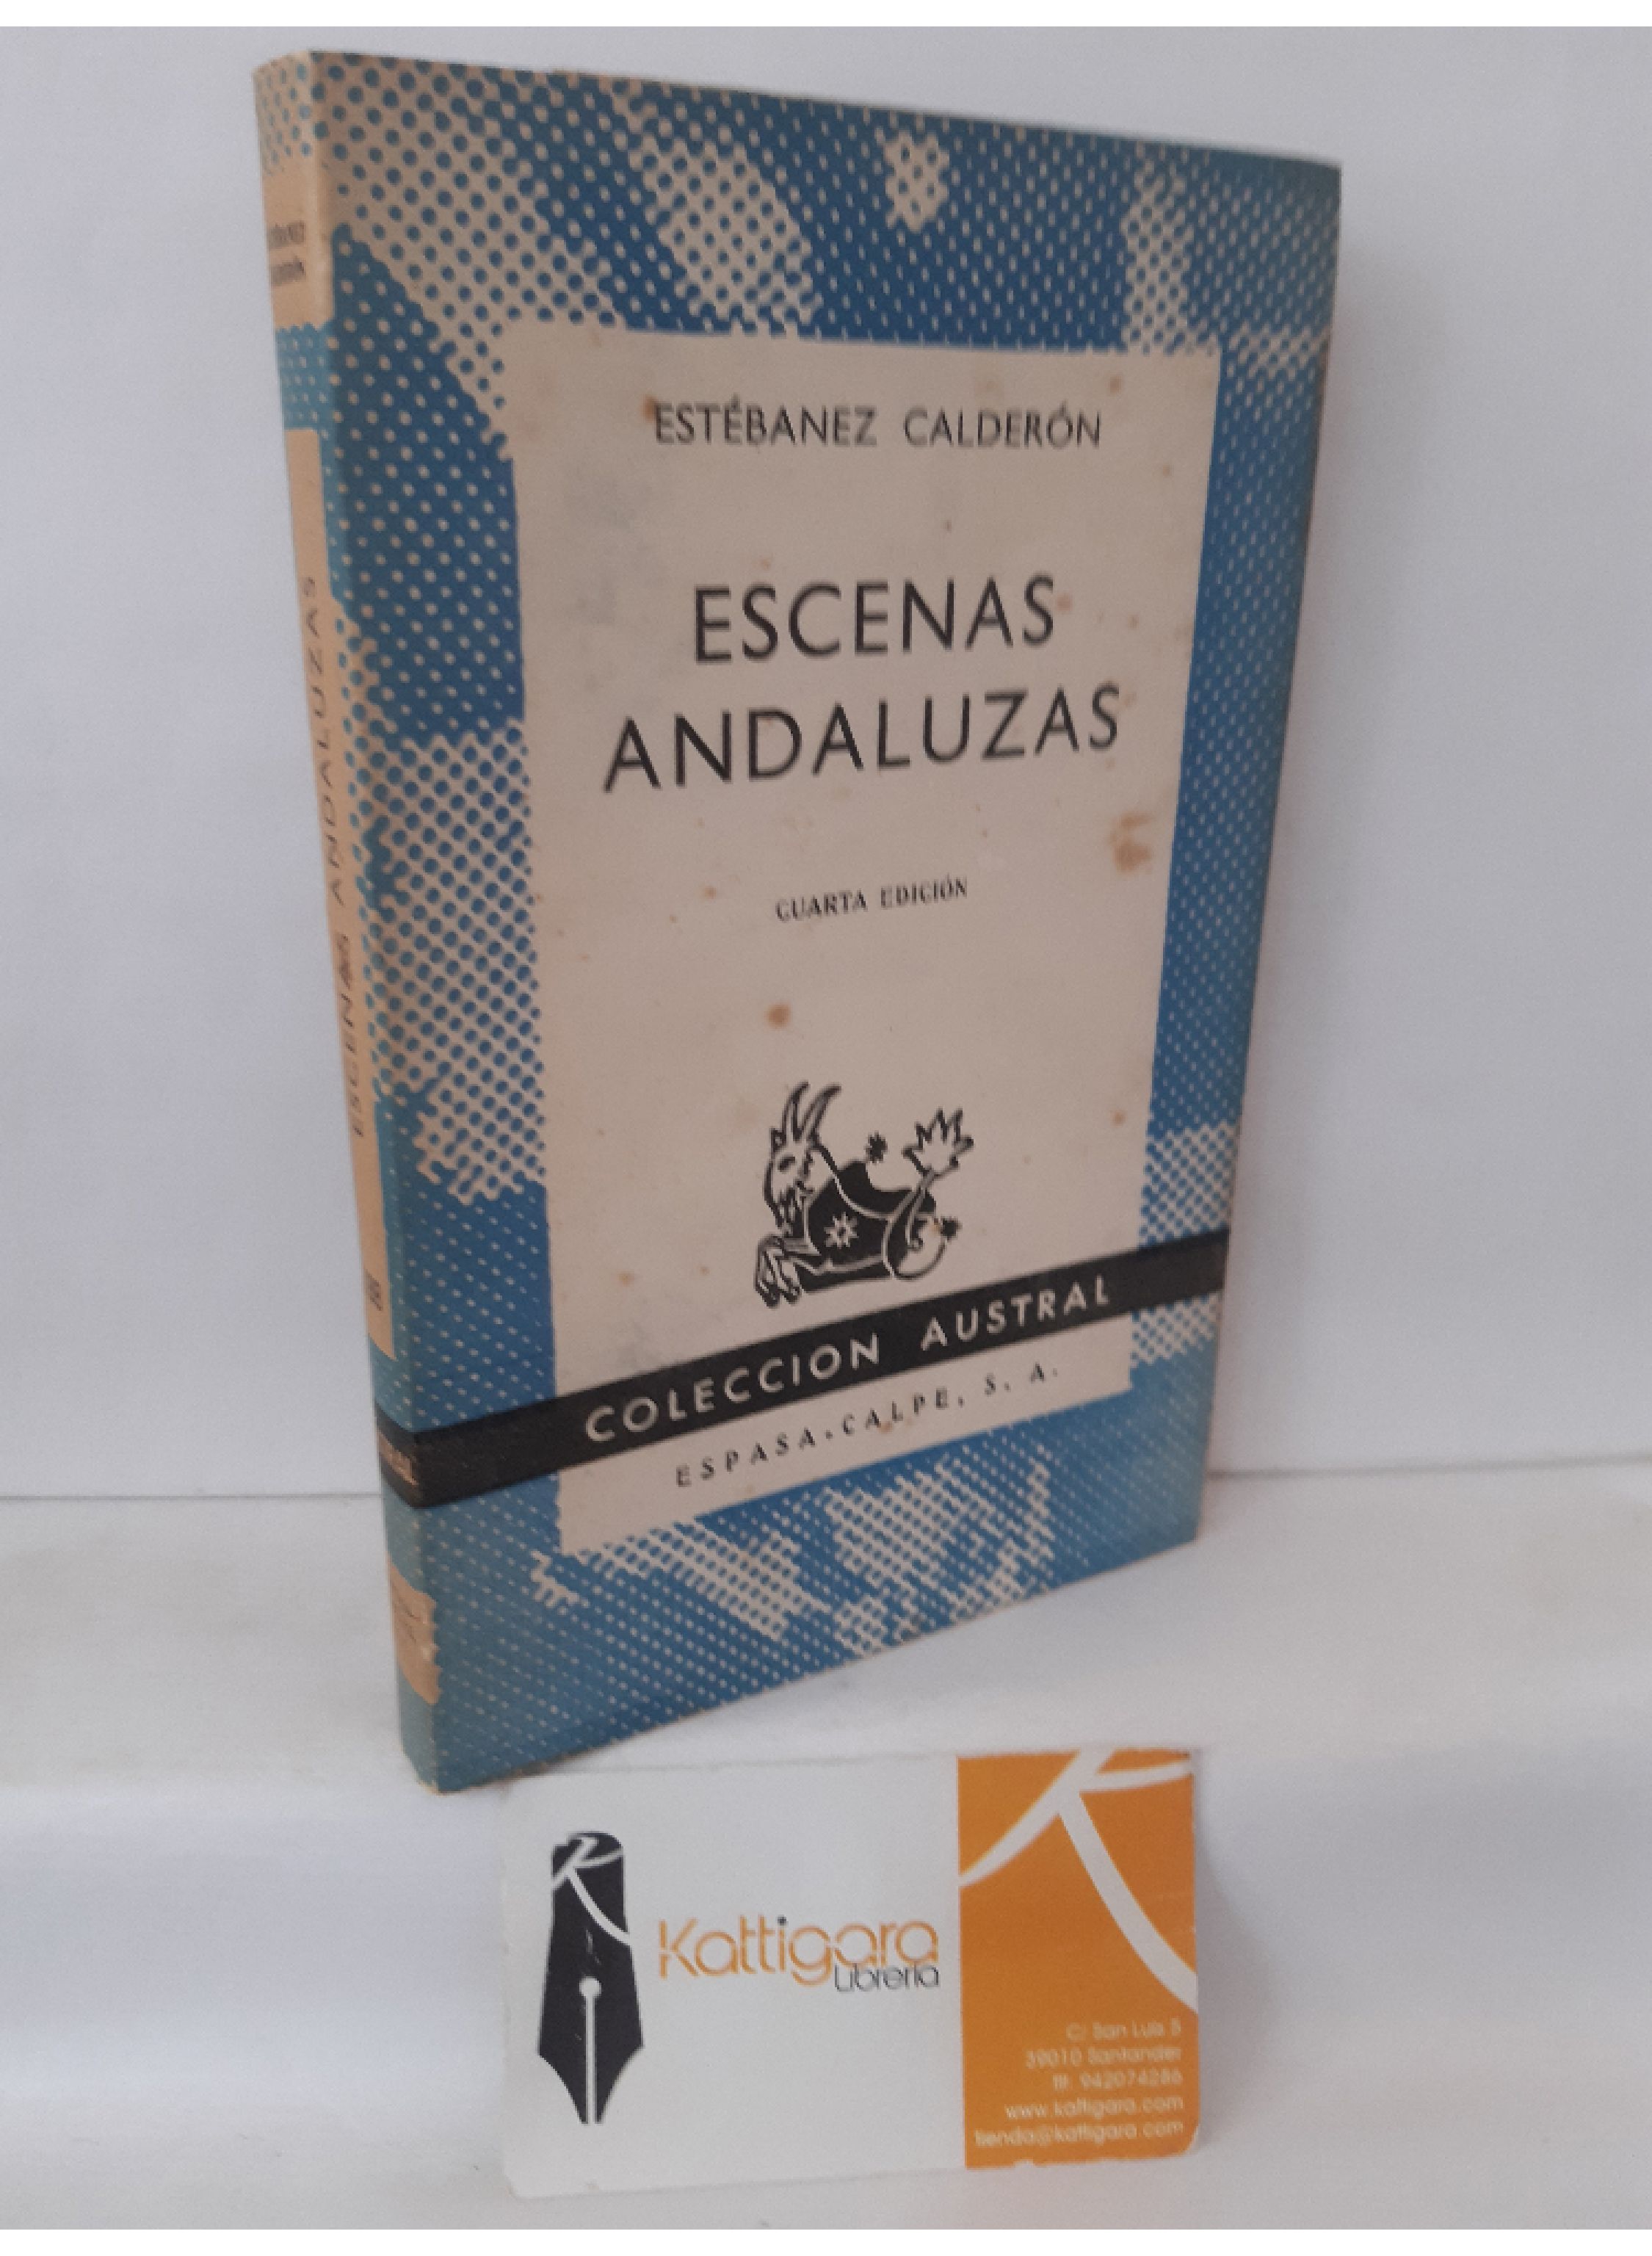 ESTÉBANEZ CALDERÓN
ESCENAS
ANDALUZAS
CUARTA EDICIÓN
COLECCION AUSTRAL
ESPASA-CALPE, S. A.
ESCENAS ANDALUZAS
Kattigara
Librería
C/ San Luis 5
39010 Santander
tlf: 942074286
www.kattigara.com
tienda@kattigara.com